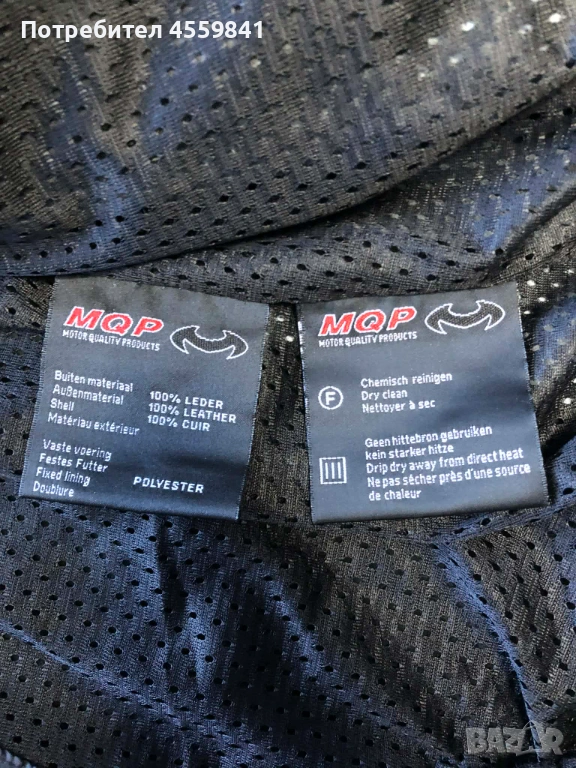 Потребител 4559841
MQP
MOTOR QUALITY PRODUCTS
Buiten materiaal
Außenmaterial 100% LEDER
Shell 100% LEATHER
Matériau extérieur 100% CUIR
Vaste voering
Festes Futter
Fixed lining POLYESTER
Doublure
MQP
MOTOR QUALITY PRODUCTS
F
Chemisch reinigen
Dry clean
Nettoyer à sec
Geen hittebron gebruiken
kein starker hitze
Drip dry away from direct heat
Ne pas sêcher près d'une source
de chaleur
BAZAR